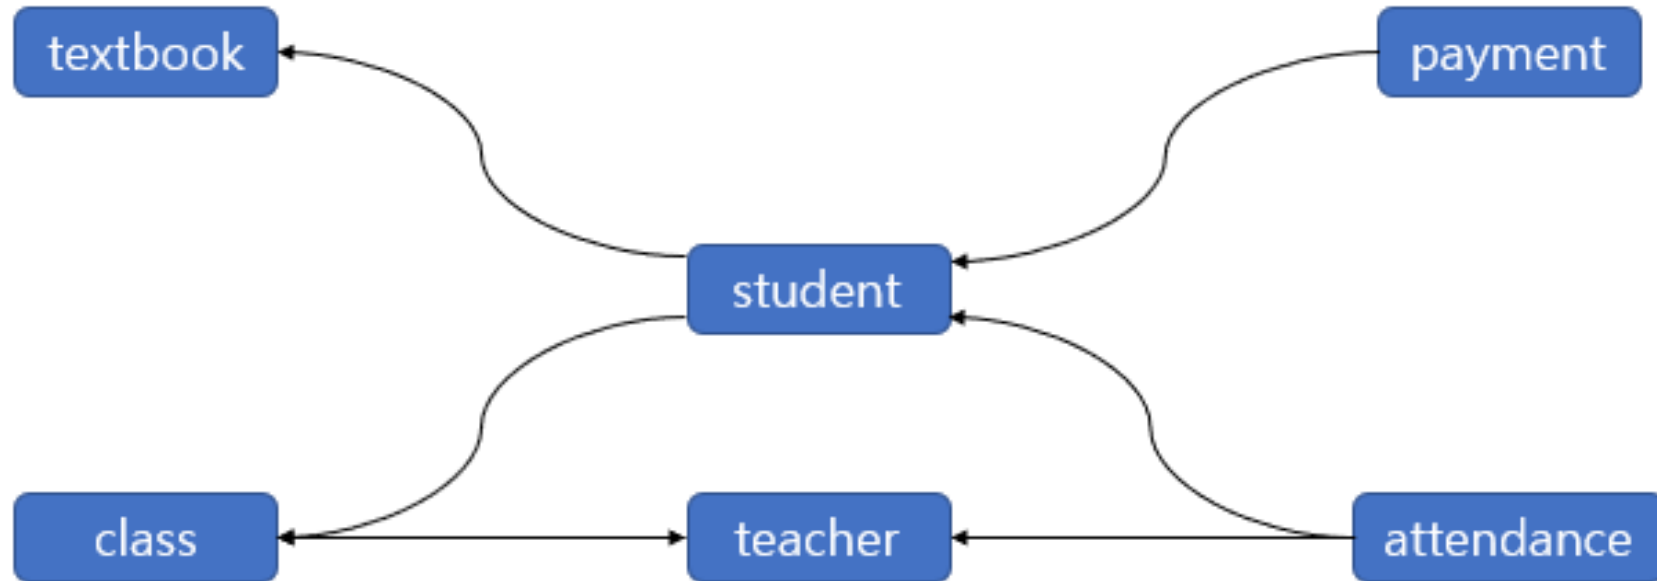 textbook
payment
student
class
teacher
attendance